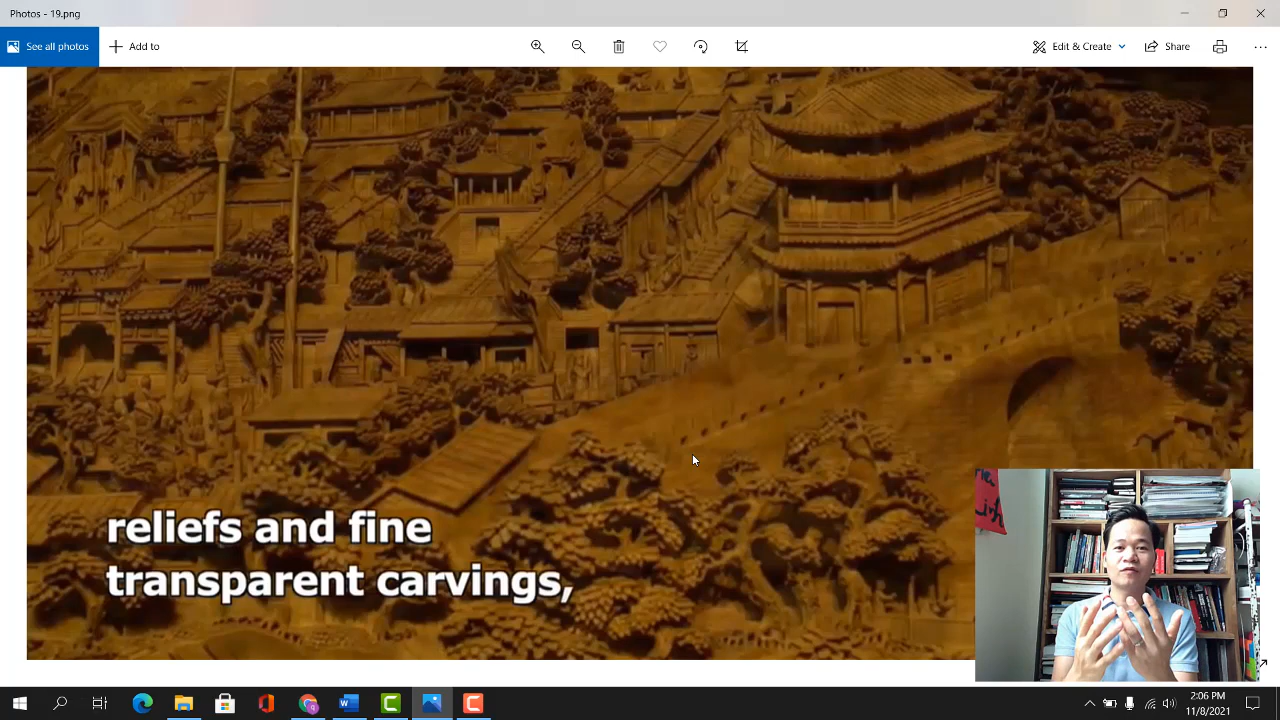 Photos - 19.png
See all photos
Add to
Edit & Create
Share
reliefs and fine
transparent carvings,
2:06 PM
11/8/2021